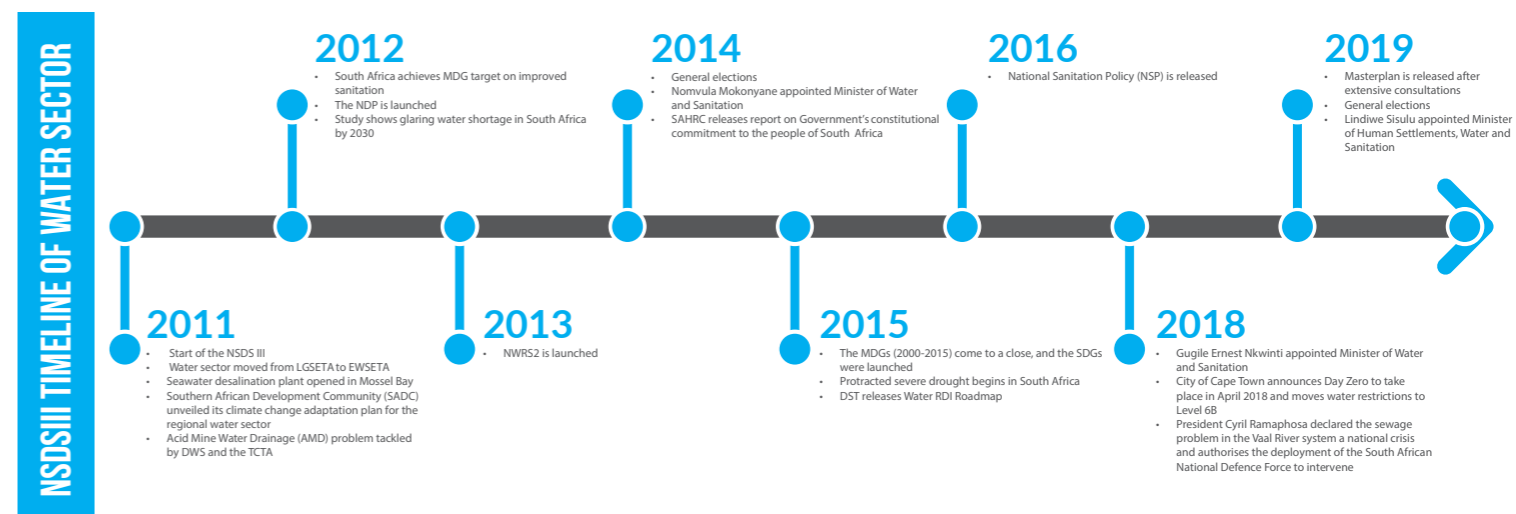 NSDSIII TIMELINE OF WATER SECTOR
2011
• Start of the NSDS III
• Water sector moved from LGSETA to EWSETA
• Seawater desalination plant opened in Mossel Bay
• Southern African Development Community (SADC)
unveiled its climate change adaptation plan for the
regional water sector
• Acid Mine Water Drainage (AMD) problem tackled
by DWS and the TCTA
2012
• South Africa achieves MDG target on improved
sanitation
• The NDP is launched
• Study shows glaring water shortage in South Africa
by 2030
2013
• NWRS2 is launched
2014
• General elections
• Nomvula Mokonyane appointed Minister of Water
and Sanitation
• SAHRC releases report on Government's constitutional
commitment to the people of South Africa
2015
• The MDGs (2000-2015) come to a close, and the SDGs
were launched
• Protracted severe drought begins in South Africa
• DST releases Water RDI Roadmap
2016
• National Sanitation Policy (NSP) is released
2018
• Gugile Ernest Nkwinti appointed Minister of Water
and Sanitation
• City of Cape Town announces Day Zero to take
place in April 2018 and moves water restrictions to
Level 6B
• President Cyril Ramaphosa declared the sewage
problem in the Vaal River system a national crisis
and authorises the deployment of the South African
National Defence Force to intervene
2019
• Masterplan is released after
extensive consultations
• General elections
• Lindiwe Sisulu appointed Minister
of Human Settlements, Water and
Sanitation